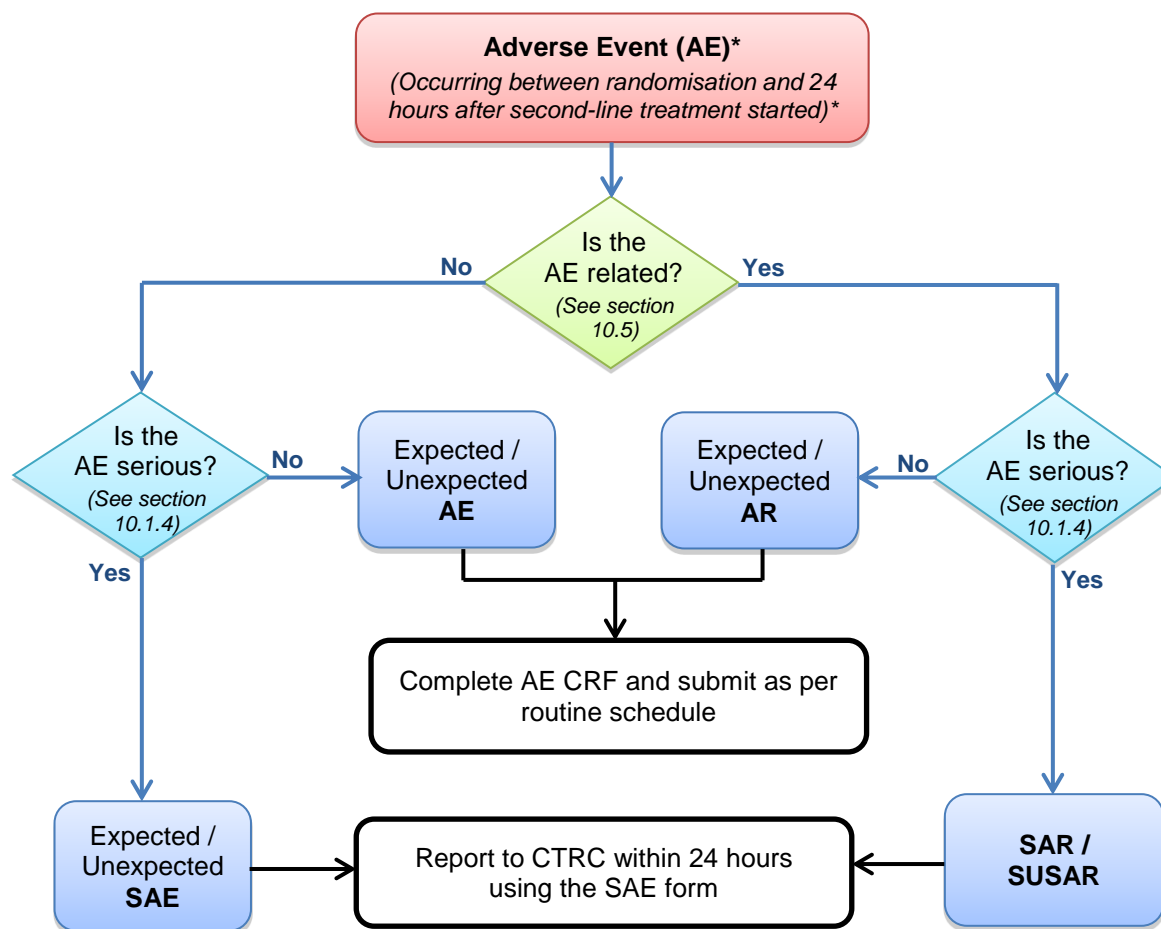 Adverse Event (AE)*
(Occurring between randomisation and 24
hours after second-line treatment started)*
Is the
AE related?
(See section
10.5)
No
Yes
Is the
AE serious?
(See section
10.1.4)
No
Yes
Expected /
Unexpected
AE
Expected /
Unexpected
AR
Is the
AE serious?
(See section
10.1.4)
No
Yes
Complete AE CRF and submit as per
routine schedule
Expected /
Unexpected
SAE
Report to CTRC within 24 hours
using the SAE form
SAR /
SUSAR